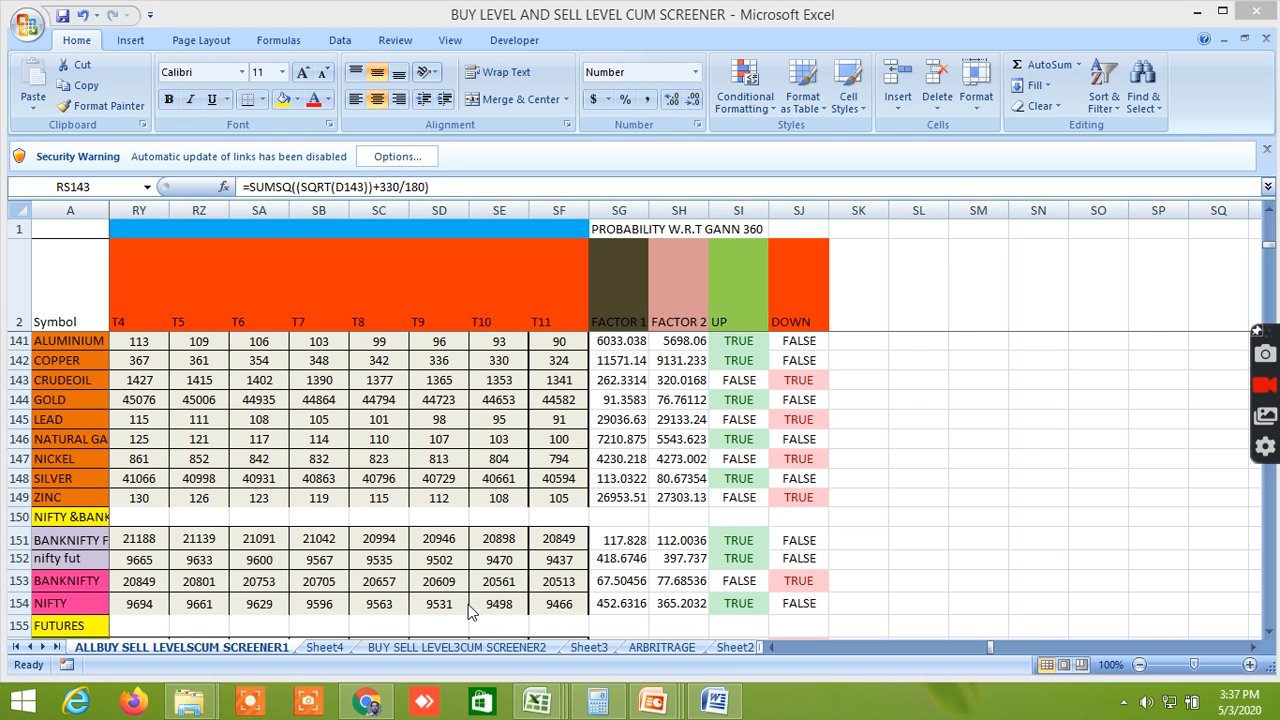 BUY LEVEL AND SELL LEVEL CUM SCREENER - Microsoft Excel
Home Insert Page Layout Formulas Data Review View Developer
Paste Cut Copy Format Painter Clipboard
Calibri 11 B I U A A A Font
Wrap Text Merge & Center Alignment
Number $ % , .0 .00 .00 .0 Number
Conditional Formatting Format as Table Cell Styles Styles
Insert Delete Format Cells
Σ AutoSum Fill Clear Sort & Filter Find & Select Editing
Security Warning Automatic update of links has been disabled Options...
RS143 fx =SUMSQ((SQRT(D143))+330/180)
A RY RZ SA SB SC SD SE SF SG SH SI SJ SK SL SM SN SO SP SQ
1 PROBABILITY W.R.T GANN 360
2 Symbol T4 T5 T6 T7 T8 T9 T10 T11 FACTOR 1 FACTOR 2 UP DOWN
141 ALUMINIUM 113 109 106 103 99 96 93 90 6033.038 5698.06 TRUE FALSE
142 COPPER 367 361 354 348 342 336 330 324 11571.14 9131.233 TRUE FALSE
143 CRUDEOIL 1427 1415 1402 1390 1377 1365 1353 1341 262.3314 320.0168 FALSE TRUE
144 GOLD 45076 45006 44935 44864 44794 44723 44653 44582 91.3583 76.76112 TRUE FALSE
145 LEAD 115 111 108 105 101 98 95 91 29036.63 29133.24 FALSE TRUE
146 NATURAL GA 125 121 117 114 110 107 103 100 7210.875 5543.623 TRUE FALSE
147 NICKEL 861 852 842 832 823 813 804 794 4230.218 4273.002 FALSE TRUE
148 SILVER 41066 40998 40931 40863 40796 40729 40661 40594 113.0322 80.67354 TRUE FALSE
149 ZINC 130 126 123 119 115 112 108 105 26953.51 27303.13 FALSE TRUE
150 NIFTY &BANK
151 BANKNIFTY F 21188 21139 21091 21042 20994 20946 20898 20849 117.828 112.0036 TRUE FALSE
152 nifty fut 9665 9633 9600 9567 9535 9502 9470 9437 418.6746 397.737 TRUE FALSE
153 BANKNIFTY 20849 20801 20753 20705 20657 20609 20561 20513 67.50456 77.68536 FALSE TRUE
154 NIFTY 9694 9661 9629 9596 9563 9531 9498 9466 452.6316 365.2032 TRUE FALSE
155 FUTURES
ALLBUY SELL LEVELSCUM SCREENER1 Sheet4 BUY SELL LEVEL3CUM SCREENER2 Sheet3 ARBRITRAGE Sheet2
Ready 100%
3:37 PM
5/3/2020